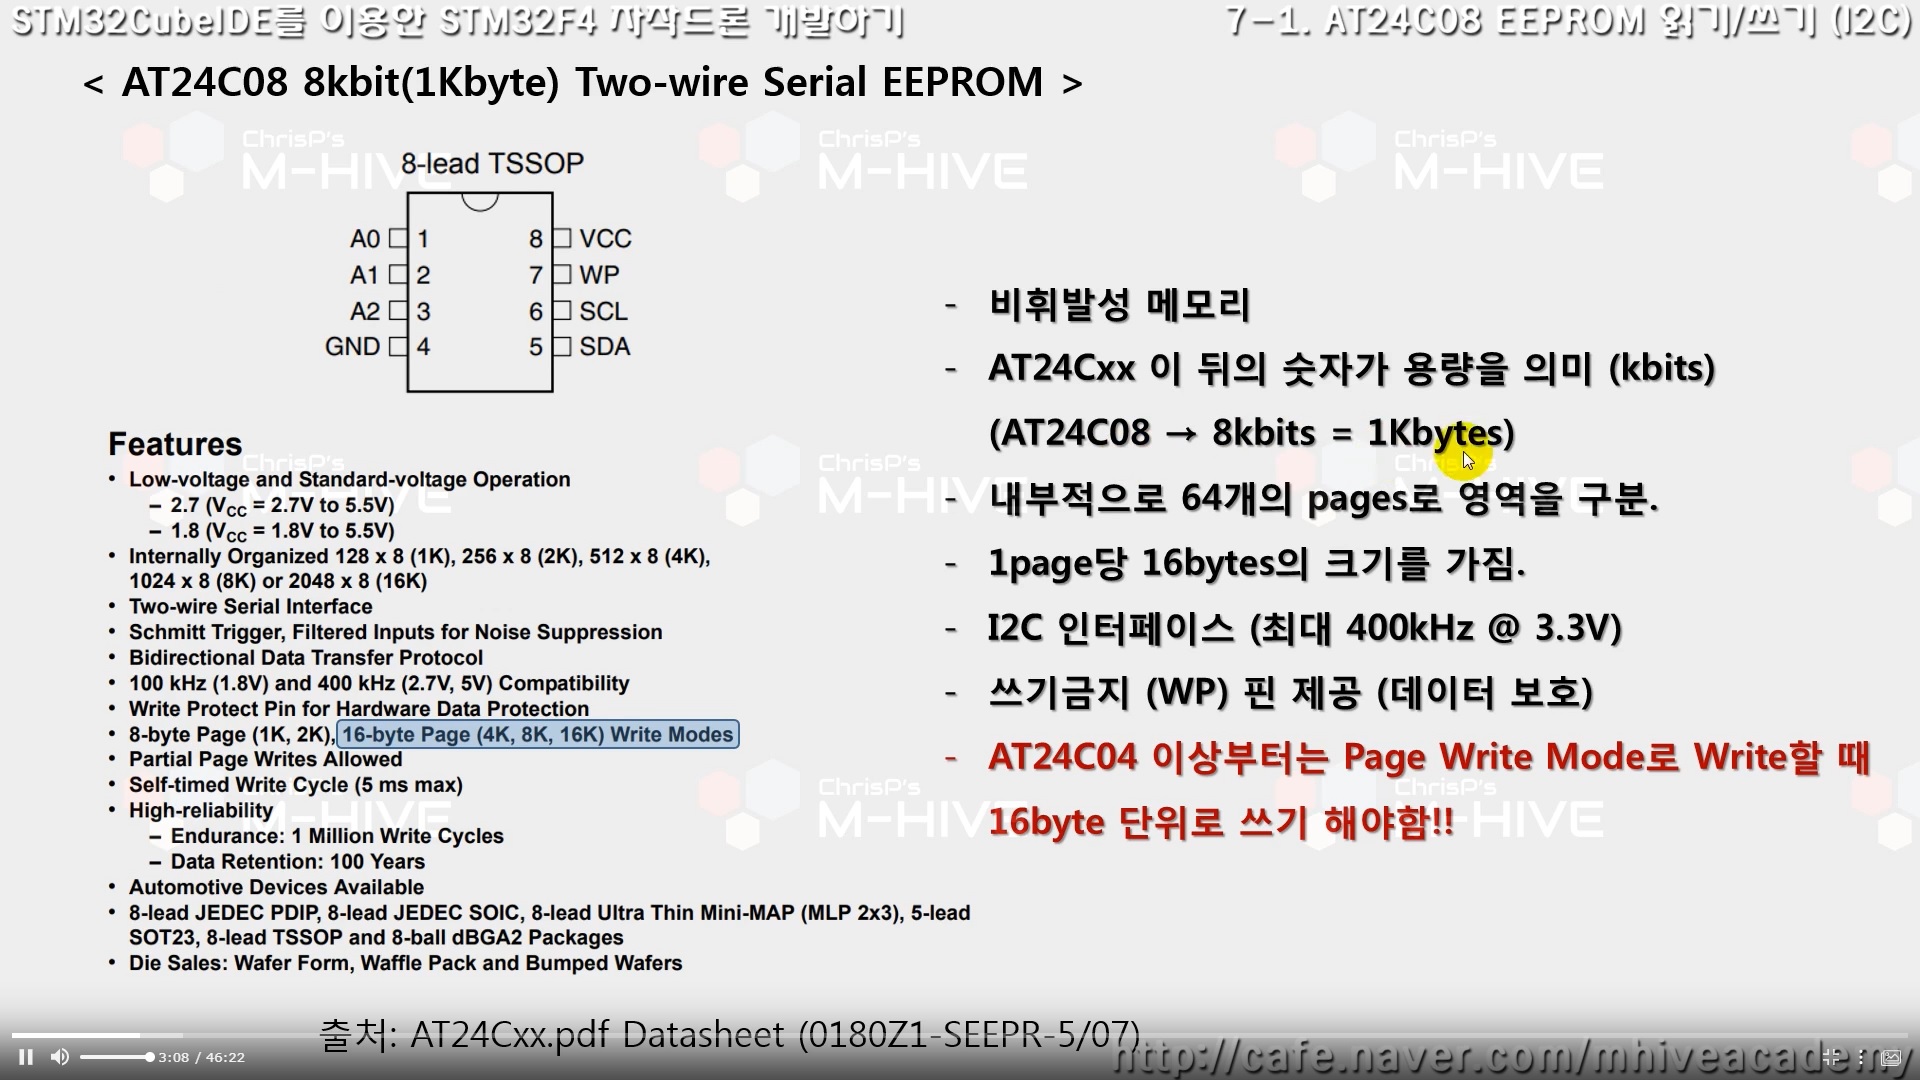 STM32CubeIDE를 이용한 STM32F4 자작드론 개발하기
7-1. AT24C08 EEPROM 읽기/쓰기 (I2C)
< AT24C08 8kbit(1Kbyte) Two-wire Serial EEPROM >
ChrisP's
M-HIVE
ChrisP's
M-HIVE
ChrisP's
M-HIVE
8-lead TSSOP
A0 1 8 VCC
A1 2 7 WP
A2 3 6 SCL
GND 4 5 SDA
- 비휘발성 메모리
- AT24Cxx 이 뒤의 숫자가 용량을 의미 (kbits)
(AT24C08 → 8kbits = 1Kbytes)
- 내부적으로 64개의 pages로 영역을 구분.
- 1page당 16bytes의 크기를 가짐.
- I2C 인터페이스 (최대 400kHz @ 3.3V)
- 쓰기금지 (WP) 핀 제공 (데이터 보호)
- AT24C04 이상부터는 Page Write Mode로 Write할 때
16byte 단위로 쓰기 해야함!!
Features
• Low-voltage and Standard-voltage Operation
– 2.7 (VCC = 2.7V to 5.5V)
– 1.8 (VCC = 1.8V to 5.5V)
• Internally Organized 128 x 8 (1K), 256 x 8 (2K), 512 x 8 (4K),
1024 x 8 (8K) or 2048 x 8 (16K)
• Two-wire Serial Interface
• Schmitt Trigger, Filtered Inputs for Noise Suppression
• Bidirectional Data Transfer Protocol
• 100 kHz (1.8V) and 400 kHz (2.7V, 5V) Compatibility
• Write Protect Pin for Hardware Data Protection
• 8-byte Page (1K, 2K), 16-byte Page (4K, 8K, 16K) Write Modes
• Partial Page Writes Allowed
• Self-timed Write Cycle (5 ms max)
• High-reliability
– Endurance: 1 Million Write Cycles
– Data Retention: 100 Years
• Automotive Devices Available
• 8-lead JEDEC PDIP, 8-lead JEDEC SOIC, 8-lead Ultra Thin Mini-MAP (MLP 2x3), 5-lead
SOT23, 8-lead TSSOP and 8-ball dBGA2 Packages
• Die Sales: Wafer Form, Waffle Pack and Bumped Wafers
ChrisP's
M-HIVE
ChrisP's
M-HIVE
출처: AT24Cxx.pdf Datasheet (0180Z1-SEEPR-5/07)
3:08 / 46:22
http://cafe.naver.com/mhiveacademy